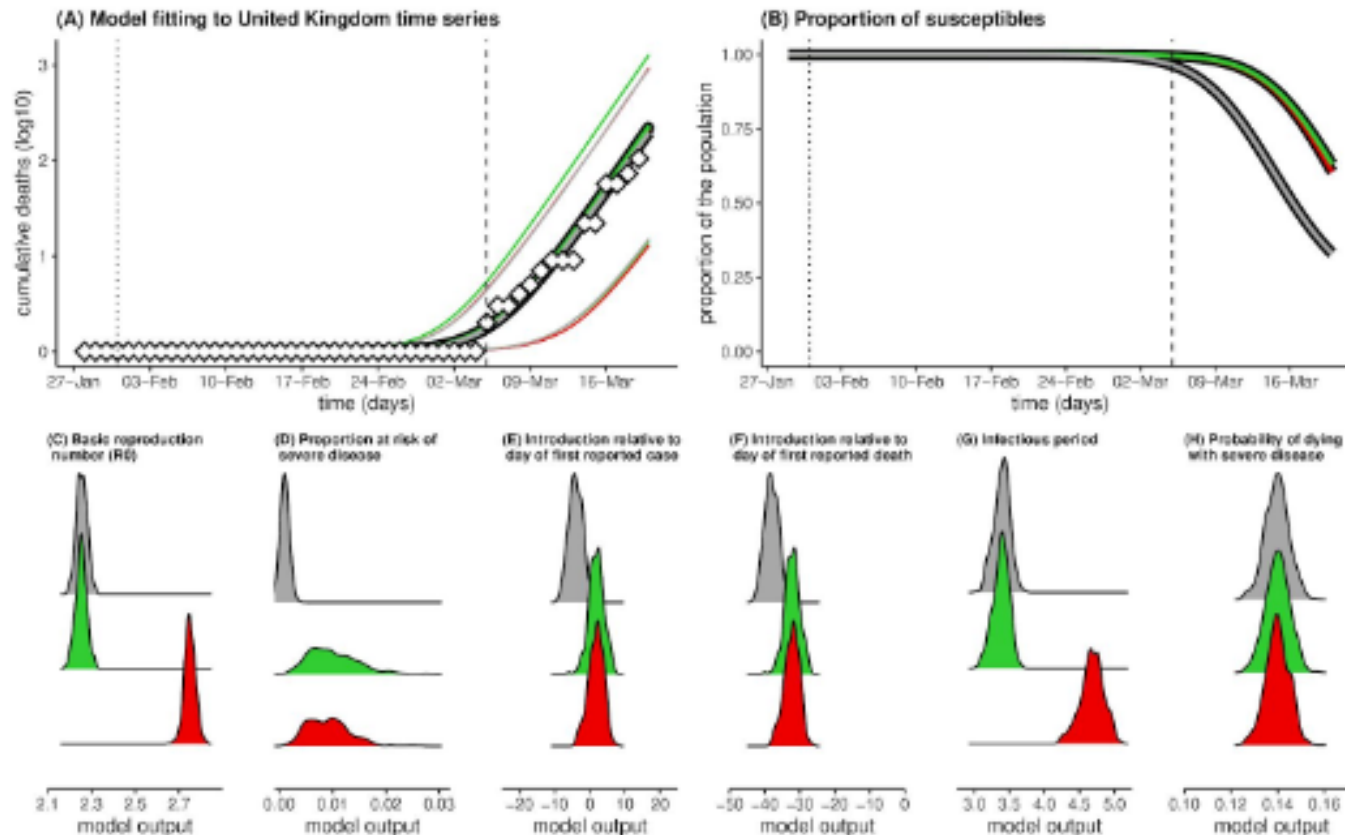 (A) Model fitting to United Kingdom time series
(B) Proportion of susceptibles
cumulative deaths (log10)
3
2
1
0
27-Jan 03-Feb 10-Feb 17-Feb 24-Feb 02-Mar 09-Mar 16-Mar
time (days)
proportion of the population
1.00
0.75
0.50
0.25
0.00
27-Jan 03-Feb 10-Feb 17-Feb 24-Feb 02-Mar 09-Mar 16-Mar
time (days)
(C) Basic reproduction
number (R0)
2.1 2.3 2.5 2.7
model output
(D) Proportion at risk of
severe disease
0.00 0.01 0.02 0.03
model output
(E) Introduction relative to
day of first reported case
-20 -10 0 10 20
model output
(F) Introduction relative to
day of first reported death
-50 -40 -30 -20 -10 0
model output
(G) Infectious period
3.0 3.5 4.0 4.5 5.0
model output
(H) Probability of dying
with severe disease
0.10 0.12 0.14 0.16
model output